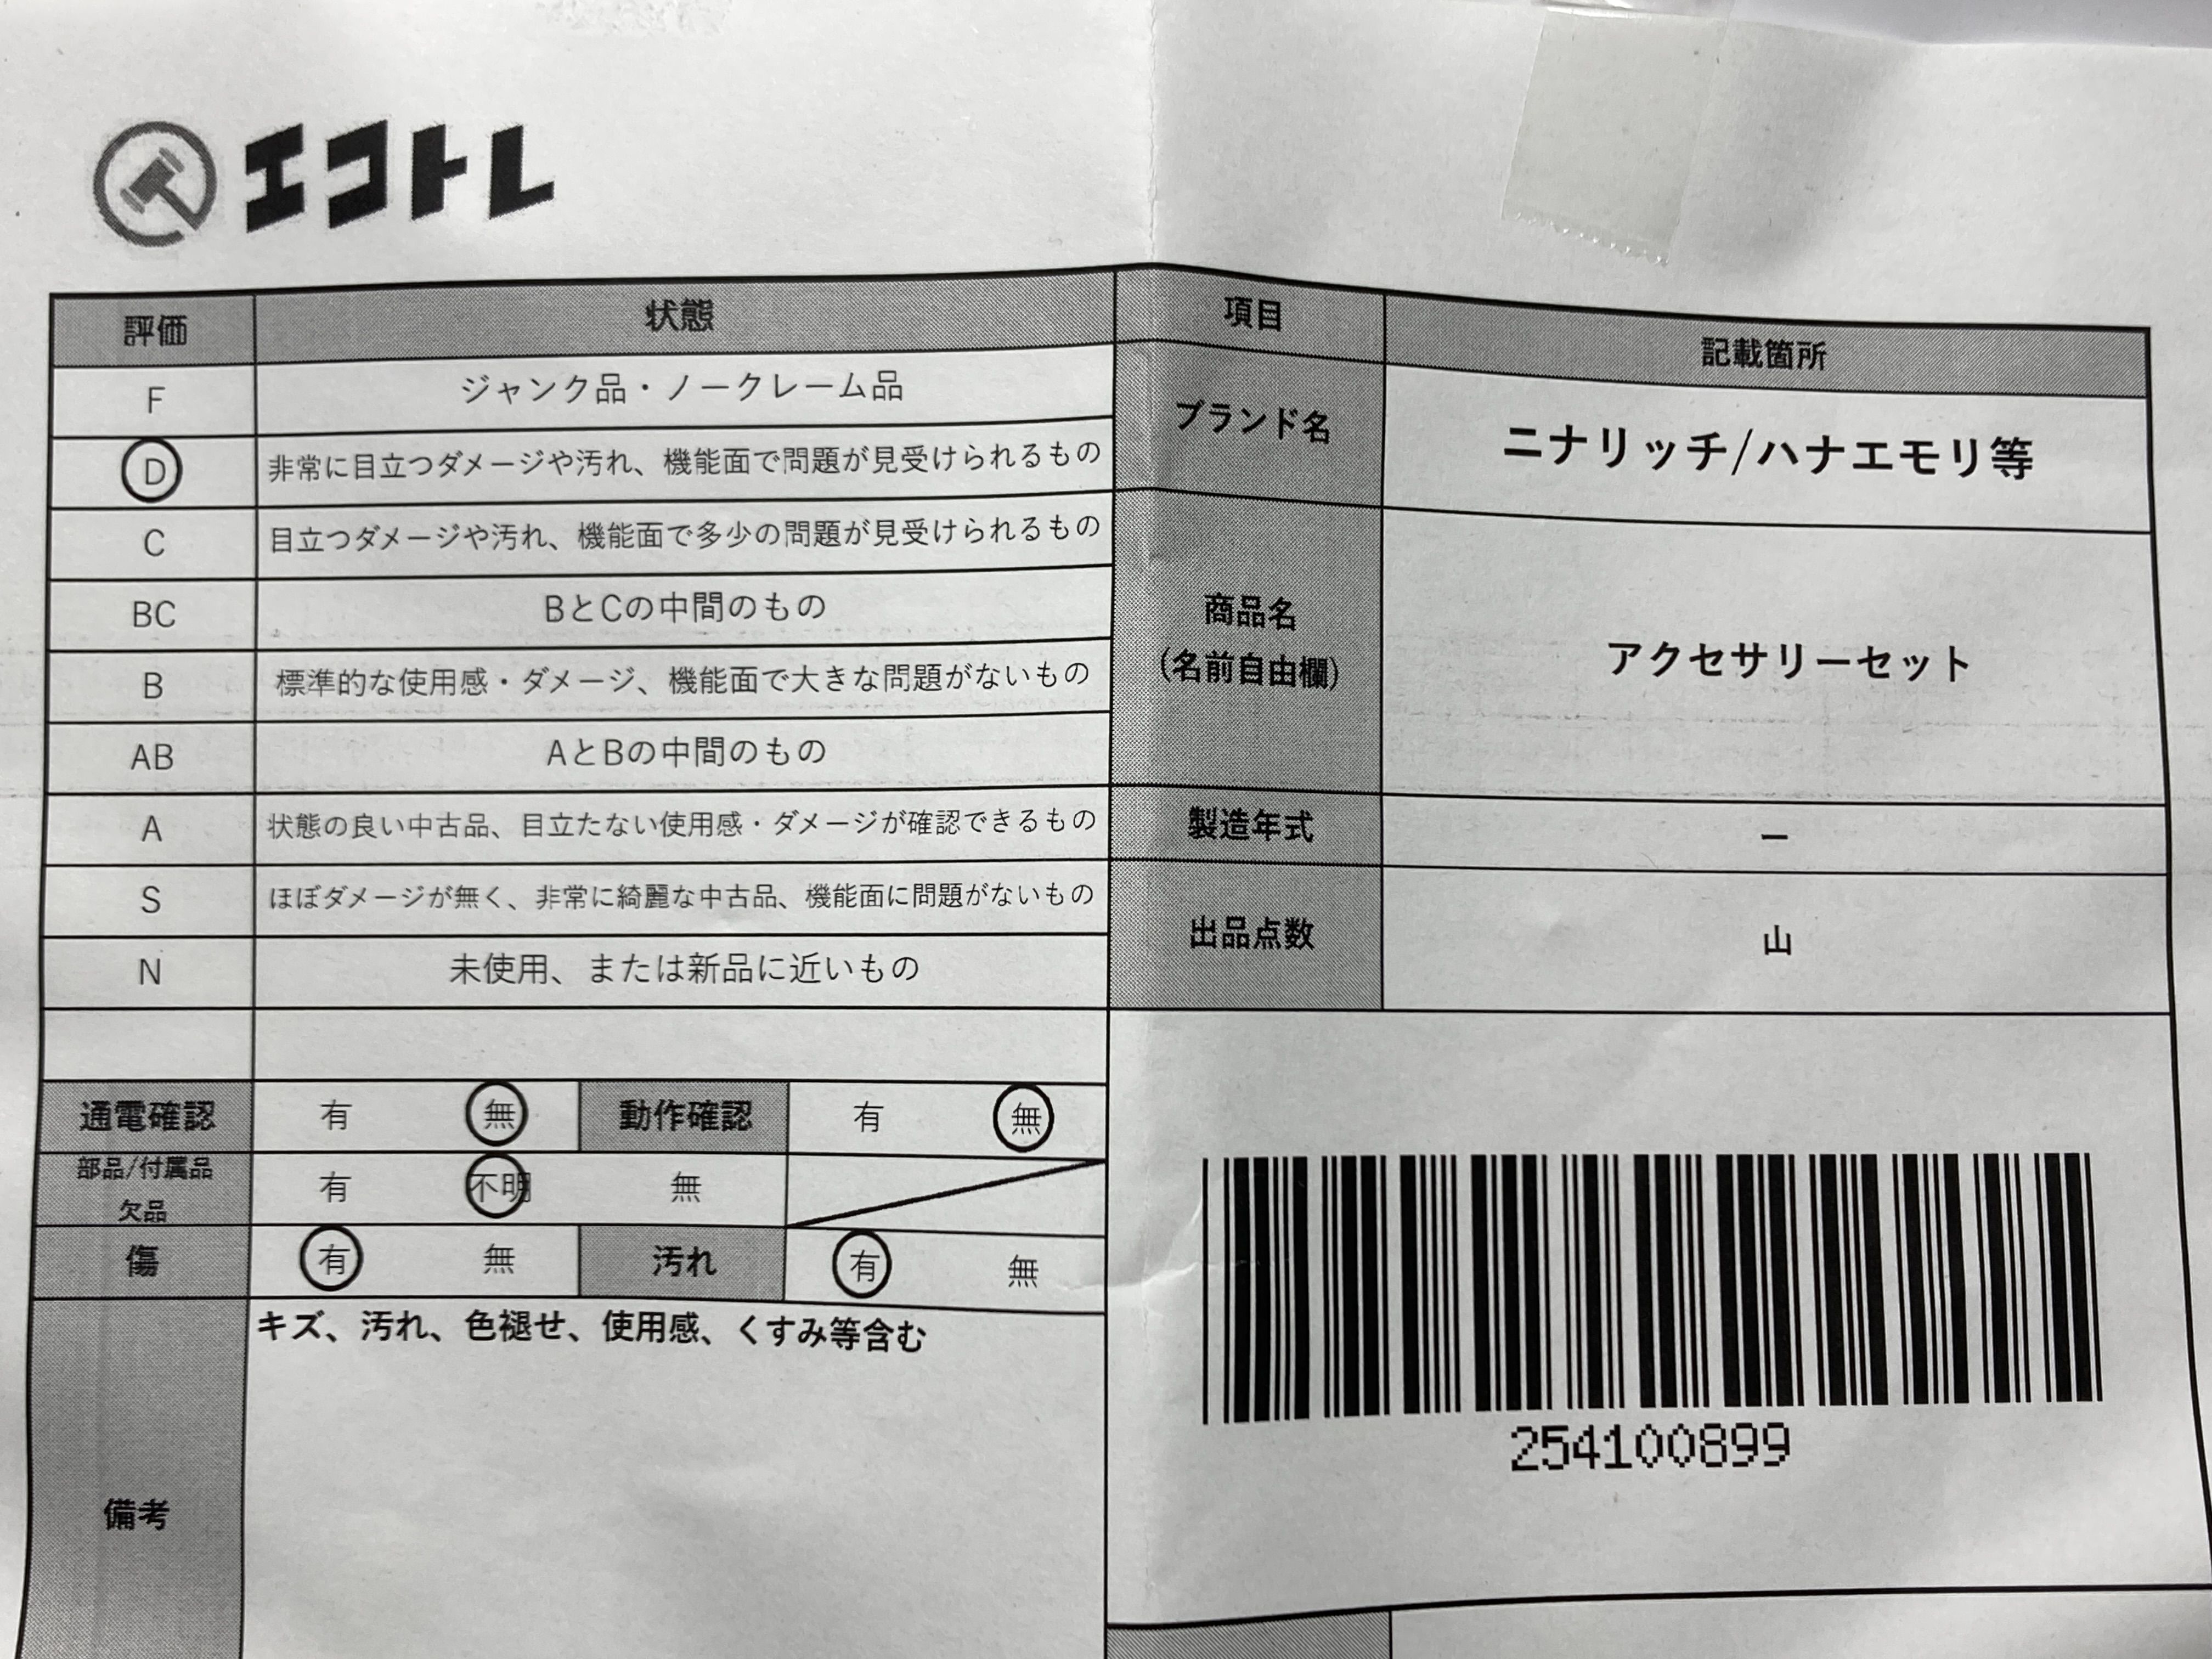 エコトレ
評価 状態 項目 記載箇所
F ジャンク品・ノークレーム品
D 非常に目立つダメージや汚れ、機能面で問題が見受けられるもの
ブランド名 ニナリッチ/ハナエモリ等
C 目立つダメージや汚れ、機能面で多少の問題が見受けられるもの
BC BとCの中間のもの
商品名
(名前自由欄)
アクセサリーセット
B 標準的な使用感・ダメージ、機能面で大きな問題がないもの
AB AとBの中間のもの
A 状態の良い中古品、目立たない使用感・ダメージが確認できるもの
製造年式 ー
S ほぼダメージが無く、非常に綺麗な中古品、機能面に問題がないもの
出品点数 山
N 未使用、または新品に近いもの
通電確認 有 無 動作確認 有 無
部品/付属品
欠品
有 不明 無
傷 有 無 汚れ 有 無
備考
キズ、汚れ、色褪せ、使用感、くすみ等含む
254100899